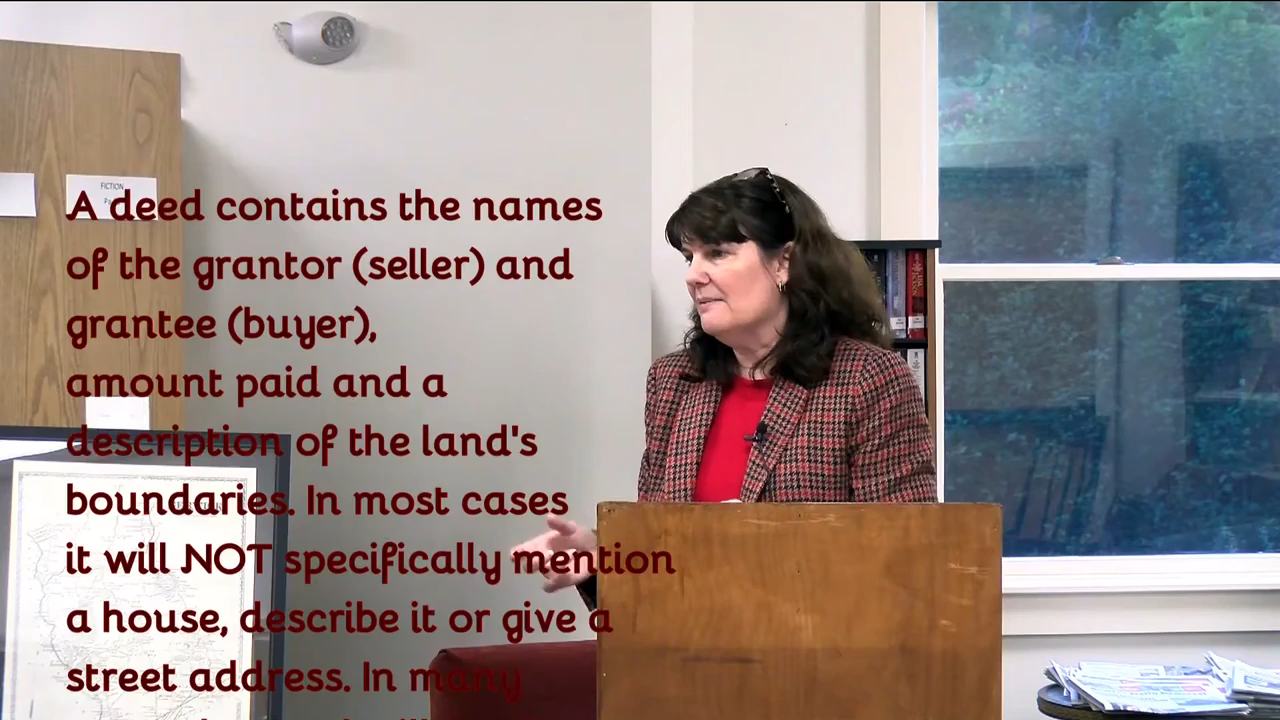 FICTION
A deed contains the names
of the grantor (seller) and
grantee (buyer),
amount paid and a
description of the land's
boundaries. In most cases
it will NOT specifically mention
a house, describe it or give a
street address. In many